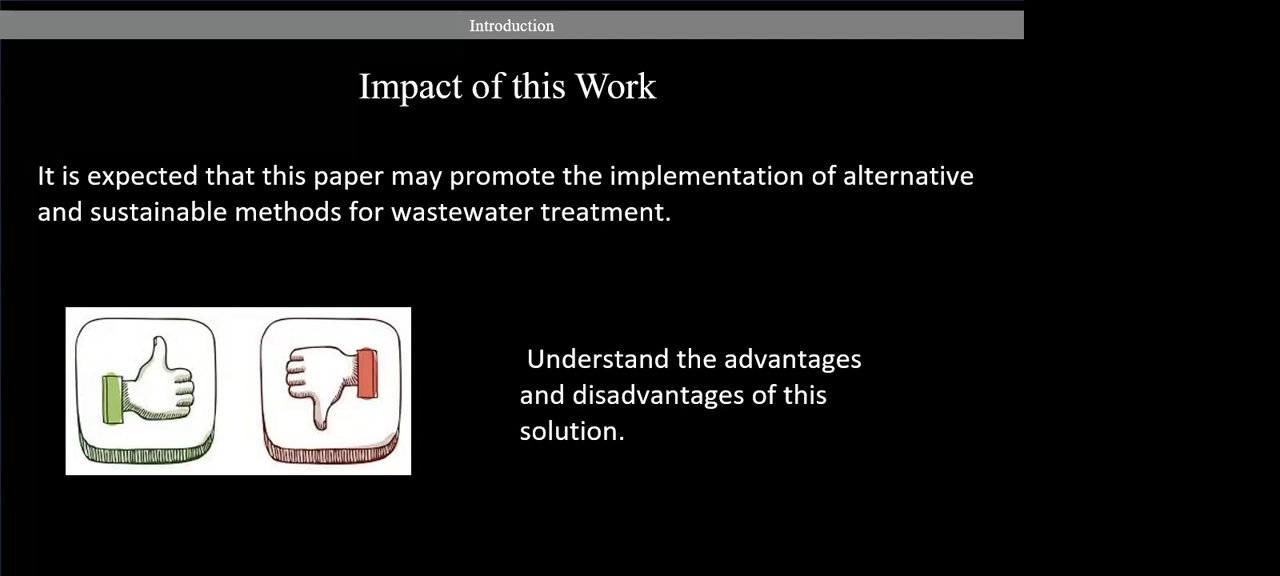 Introduction
Impact of this Work
It is expected that this paper may promote the implementation of alternative
and sustainable methods for wastewater treatment.
Understand the advantages
and disadvantages of this
solution.